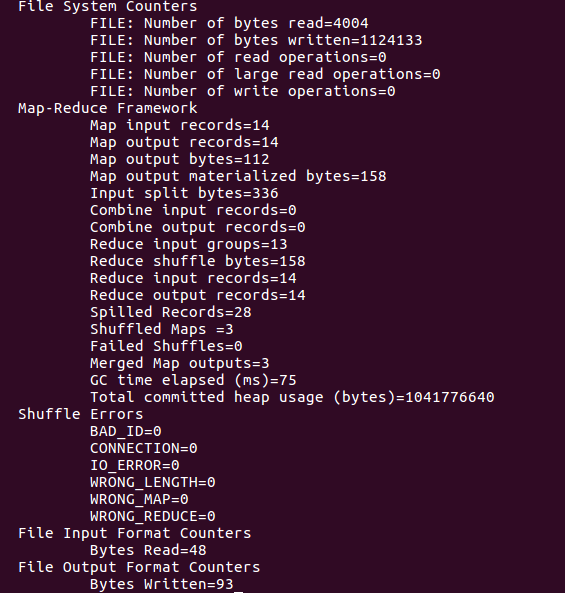 File System Counters
FILE: Number of bytes read=4004
FILE: Number of bytes written=1124133
FILE: Number of read operations=0
FILE: Number of large read operations=0
FILE: Number of write operations=0
Map-Reduce Framework
Map input records=14
Map output records=14
Map output bytes=112
Map output materialized bytes=158
Input split bytes=336
Combine input records=0
Combine output records=0
Reduce input groups=13
Reduce shuffle bytes=158
Reduce input records=14
Reduce output records=14
Spilled Records=28
Shuffled Maps =3
Failed Shuffles=0
Merged Map outputs=3
GC time elapsed (ms)=75
Total committed heap usage (bytes)=1041776640
Shuffle Errors
BAD_ID=0
CONNECTION=0
IO_ERROR=0
WRONG_LENGTH=0
WRONG_MAP=0
WRONG_REDUCE=0
File Input Format Counters
Bytes Read=48
File Output Format Counters
Bytes Written=93